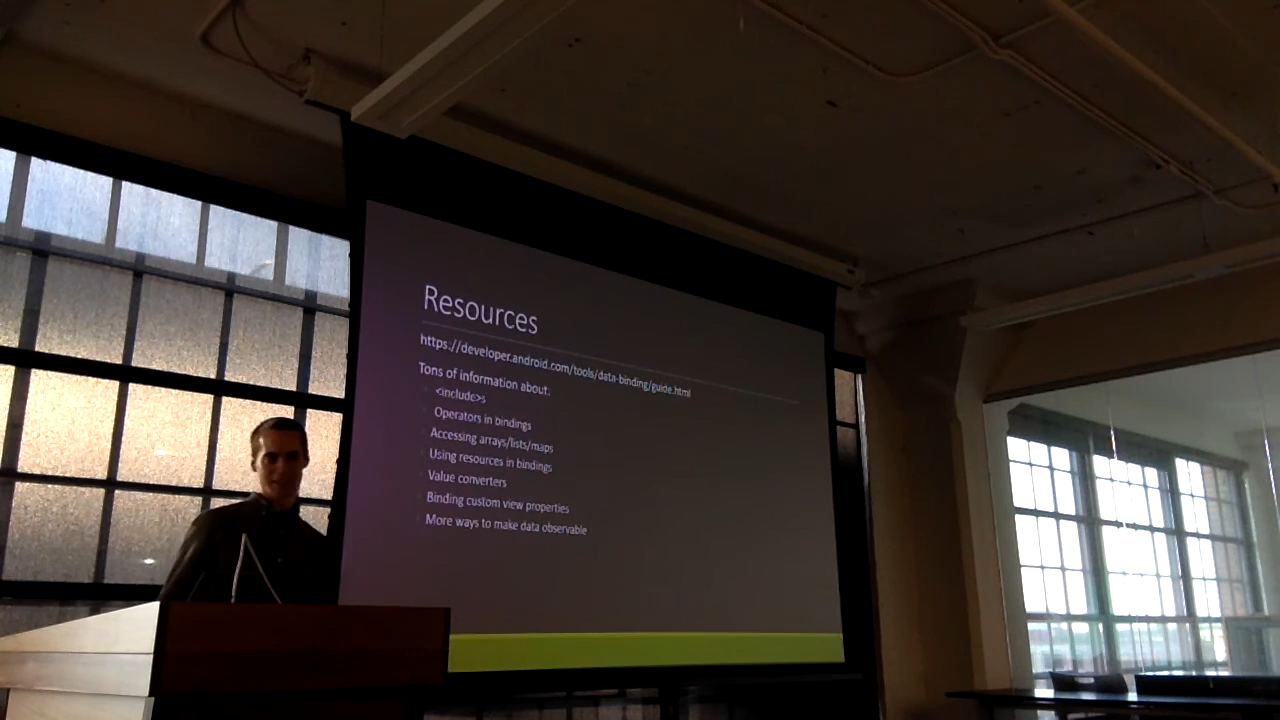 Resources
https://developer.android.com/tools/data-binding/guide.html
Tons of information about:
<include>s
Operators in bindings
Accessing arrays/lists/maps
Using resources in bindings
Value converters
Binding custom view properties
More ways to make data observable